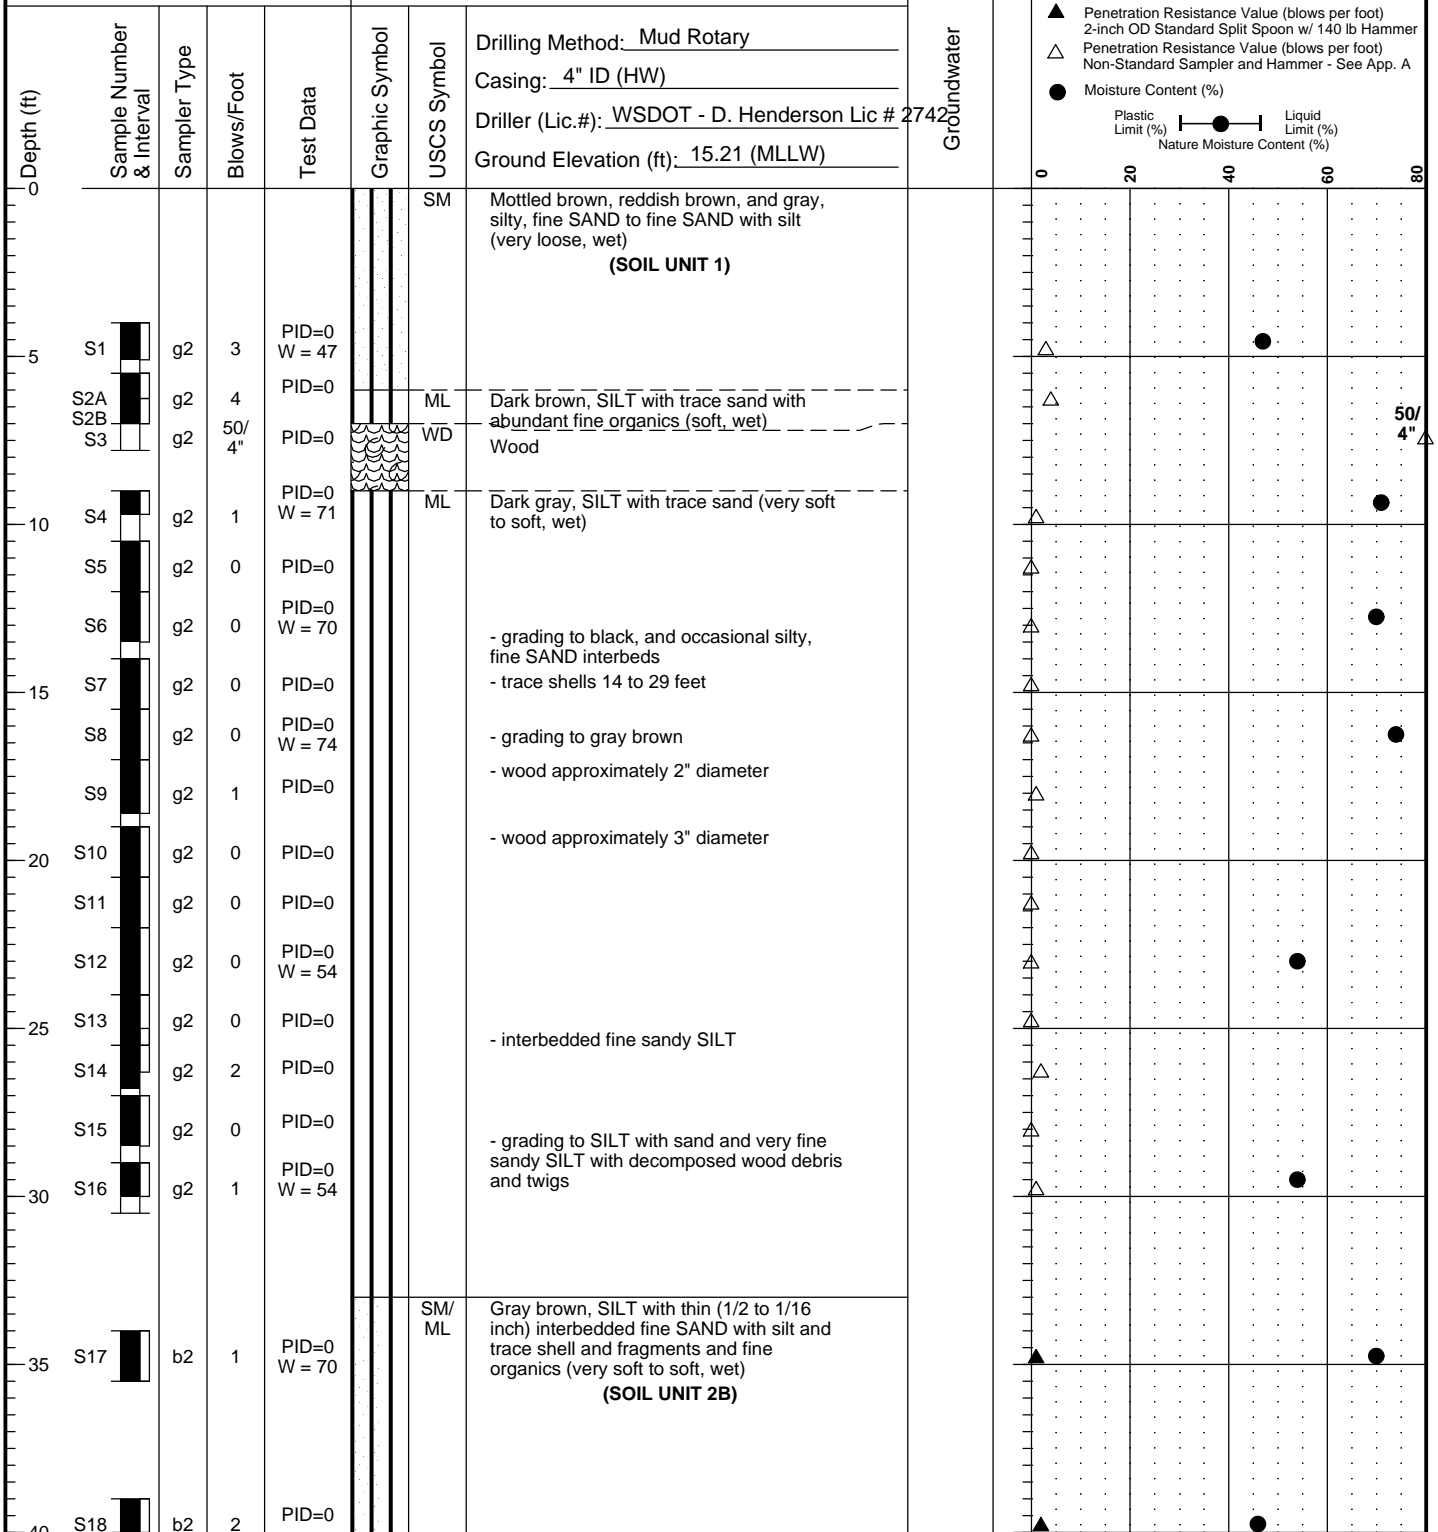 Drilling Method: Mud Rotary
Casing: 4" ID (HW)
Driller (Lic.#): WSDOT - D. Henderson Lic # 2742
Ground Elevation (ft): 15.21 (MLLW)
Depth (ft)
Sample Number
& Interval
Sampler Type
Blows/Foot
Test Data
Graphic Symbol
USCS Symbol
Groundwater
Penetration Resistance Value (blows per foot)
2-inch OD Standard Split Spoon w/ 140 lb Hammer
Penetration Resistance Value (blows per foot)
Non-Standard Sampler and Hammer - See App. A
Moisture Content (%)
Plastic
Limit (%)
Liquid
Limit (%)
Nature Moisture Content (%)
0 20 40 60 80
0
SM Mottled brown, reddish brown, and gray,
silty, fine SAND to fine SAND with silt
(very loose, wet)
(SOIL UNIT 1)
PID=0
S1 g2 3 W = 47
5
PID=0
S2A g2 4
ML Dark brown, SILT with trace sand with
abundant fine organics (soft, wet)
S2B
S3 g2 50/
4" PID=0
WD Wood
50/
4"
PID=0
S4 g2 1 W = 71
ML Dark gray, SILT with trace sand (very soft
to soft, wet)
10
S5 g2 0 PID=0
PID=0
S6 g2 0 W = 70
- grading to black, and occasional silty,
fine SAND interbeds
S7 g2 0 PID=0
- trace shells 14 to 29 feet
15
PID=0
S8 g2 0 W = 74
- grading to gray brown
- wood approximately 2" diameter
S9 g2 1 PID=0
- wood approximately 3" diameter
S10 g2 0 PID=0
20
S11 g2 0 PID=0
PID=0
S12 g2 0 W = 54
S13 g2 0 PID=0
25
- interbedded fine sandy SILT
S14 g2 2 PID=0
S15 g2 0 PID=0
- grading to SILT with sand and very fine
sandy SILT with decomposed wood debris
and twigs
PID=0
S16 g2 1 W = 54
30
SM/
ML
Gray brown, SILT with thin (1/2 to 1/16
inch) interbedded fine SAND with silt and
trace shell and fragments and fine
organics (very soft to soft, wet)
(SOIL UNIT 2B)
PID=0
S17 b2 1 W = 70
35
PID=0
S18 b2 2
40